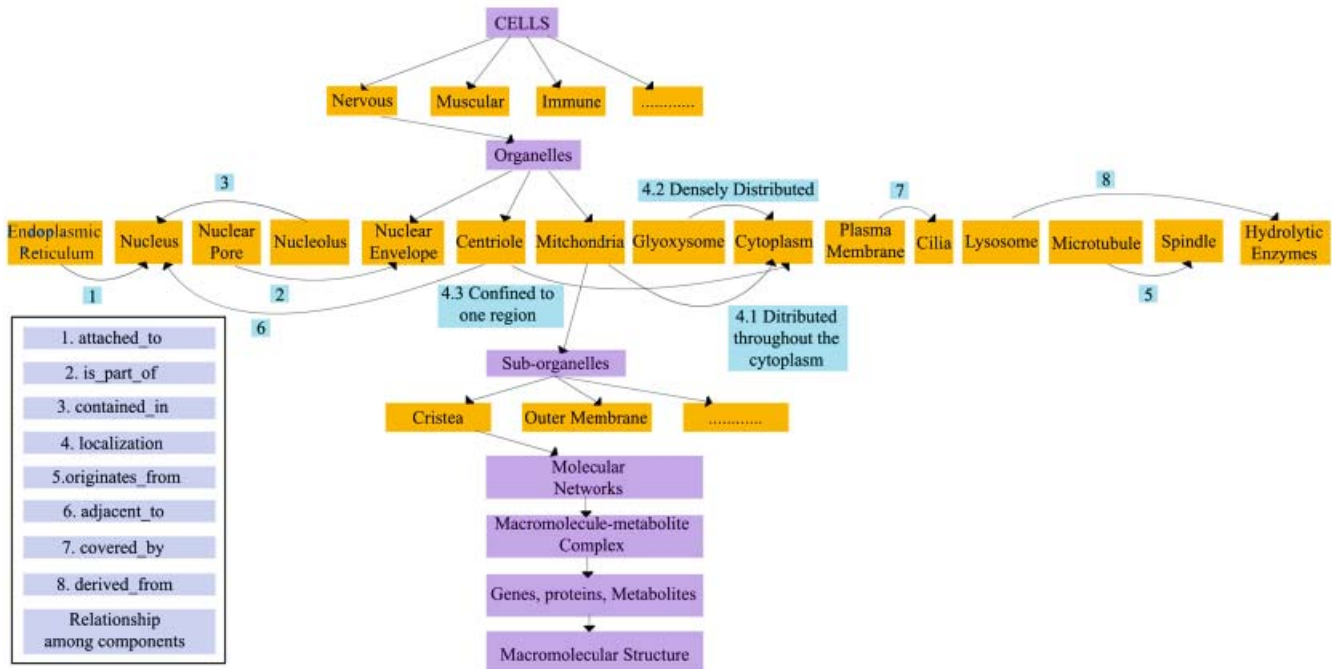 CELLS
Nervous
Muscular
Immune
............
Organelles
3
4.2 Densely Distributed
7
8
Endoplasmic
Reticulum
Nucleus
Nuclear
Pore
Nucleolus
Nuclear
Envelope
Centriole
Mitchondria
Glyoxysome
Cytoplasm
Plasma
Membrane
Cilia
Lysosome
Microtubule
Spindle
Hydrolytic
Enzymes
1
2
6
4.3 Confined to
one region
4.1 Ditributed
throughout the
cytoplasm
5
1. attached_to
2. is_part_of
3. contained_in
4. localization
5.originates_from
6. adjacent_to
7. covered_by
8. derived_from
Relationship
among components
Sub-organelles
Cristea
Outer Membrane
............
Molecular
Networks
Macromolecule-metabolite
Complex
Genes, proteins, Metabolites
Macromolecular Structure